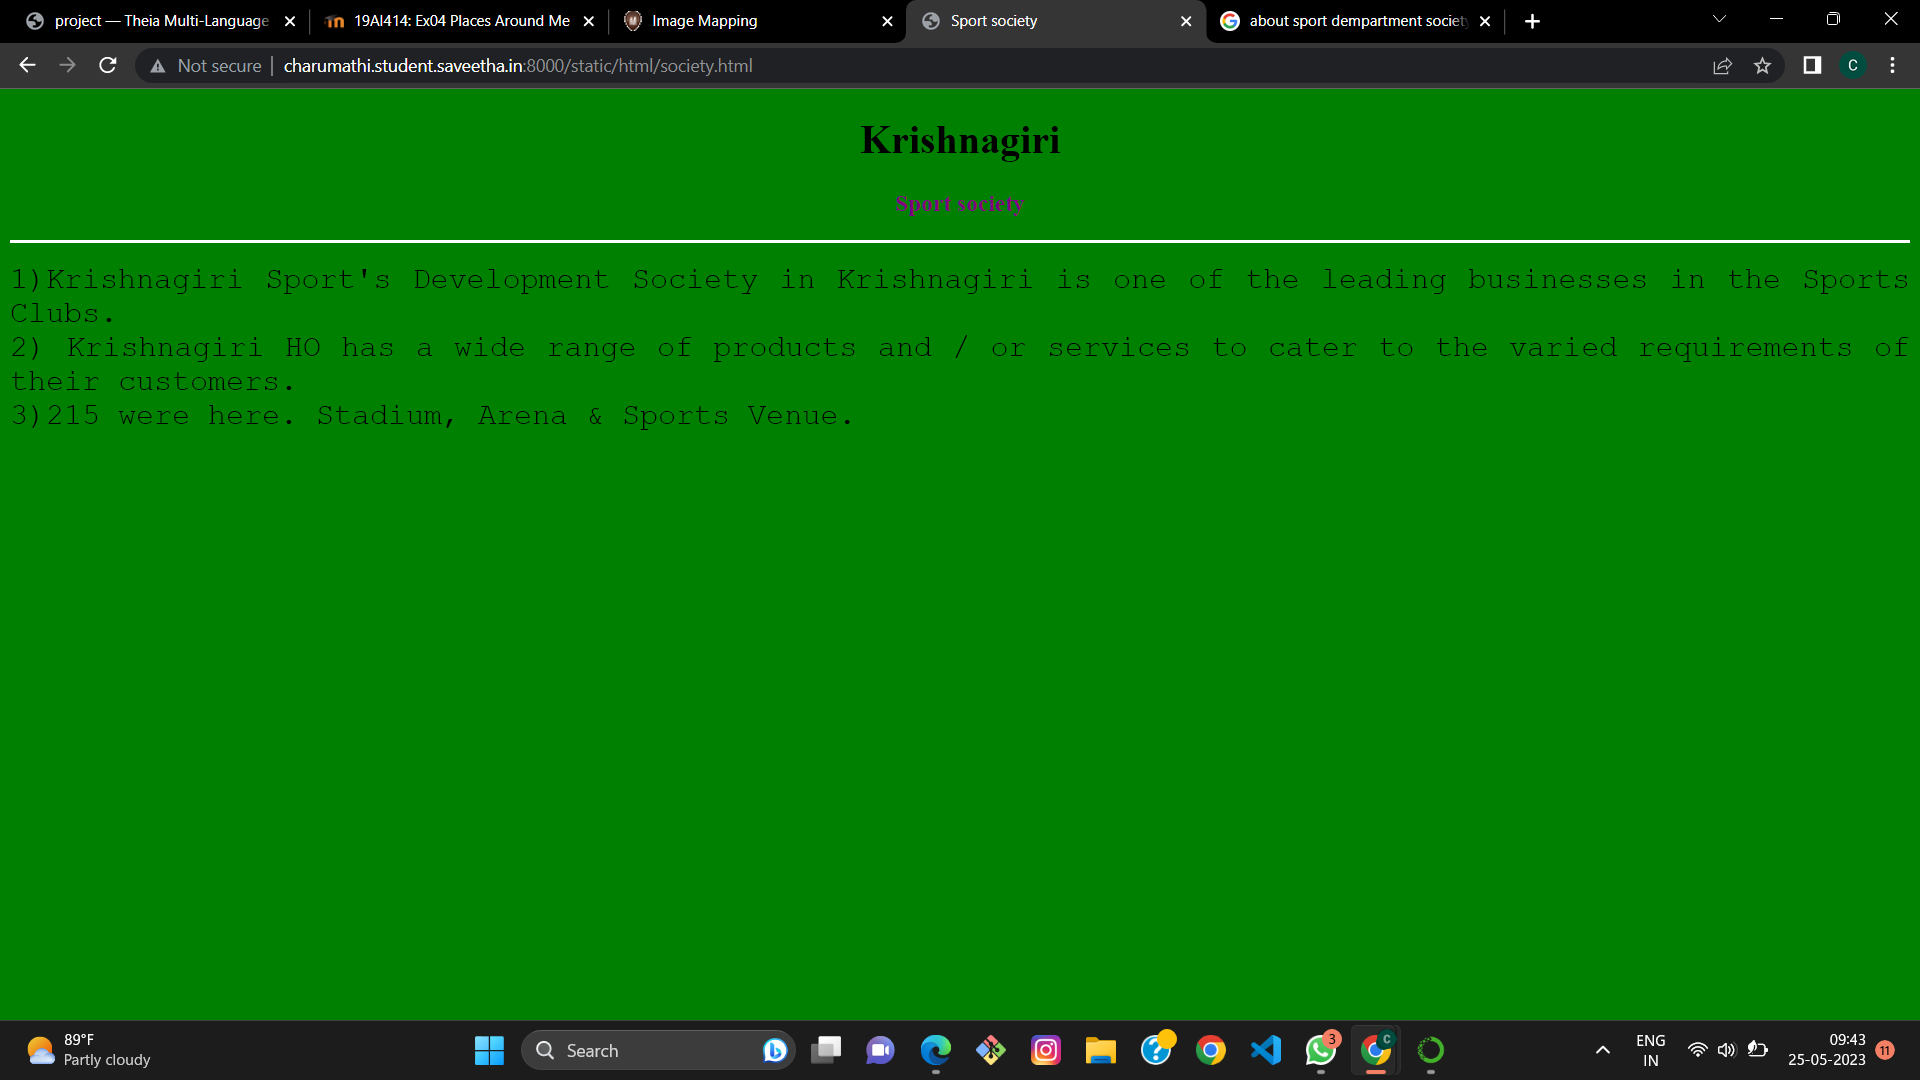 project — Theia Multi-Language
19AI414: Ex04 Places Around Me
Image Mapping
Sport society
about sport dempartment societ
Not secure
charumathi.student.saveetha.in:8000/static/html/society.html
C
Krishnagiri
Sport society
1)Krishnagiri Sport's Development Society in Krishnagiri is one of the leading businesses in the Sports
Clubs.
2) Krishnagiri HO has a wide range of products and / or services to cater to the varied requirements of
their customers.
3)215 were here. Stadium, Arena & Sports Venue.
89°F
Partly cloudy
Search
3
C
ENG
IN
09:43
25-05-2023
11